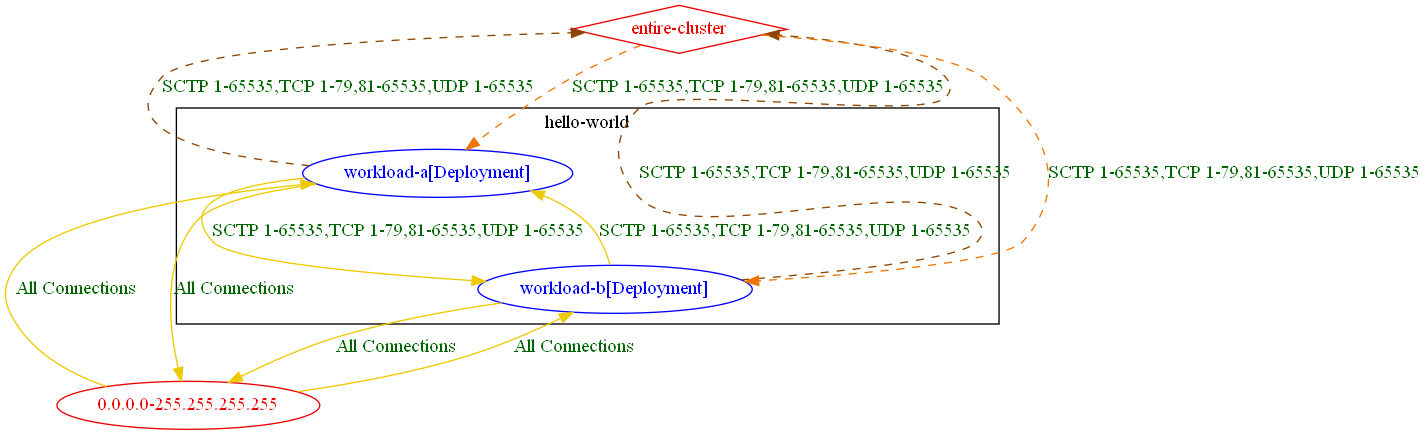 entire-cluster
SCTP 1-65535,TCP 1-79,81-65535,UDP 1-65535
SCTP 1-65535,TCP 1-79,81-65535,UDP 1-65535
hello-world
workload-a[Deployment]
SCTP 1-65535,TCP 1-79,81-65535,UDP 1-65535
SCTP 1-65535,TCP 1-79,81-65535,UDP 1-65535
SCTP 1-65535,TCP 1-79,81-65535,UDP 1-65535
SCTP 1-65535,TCP 1-79,81-65535,UDP 1-65535
All Connections
All Connections
workload-b[Deployment]
All Connections
All Connections
0.0.0.0-255.255.255.255